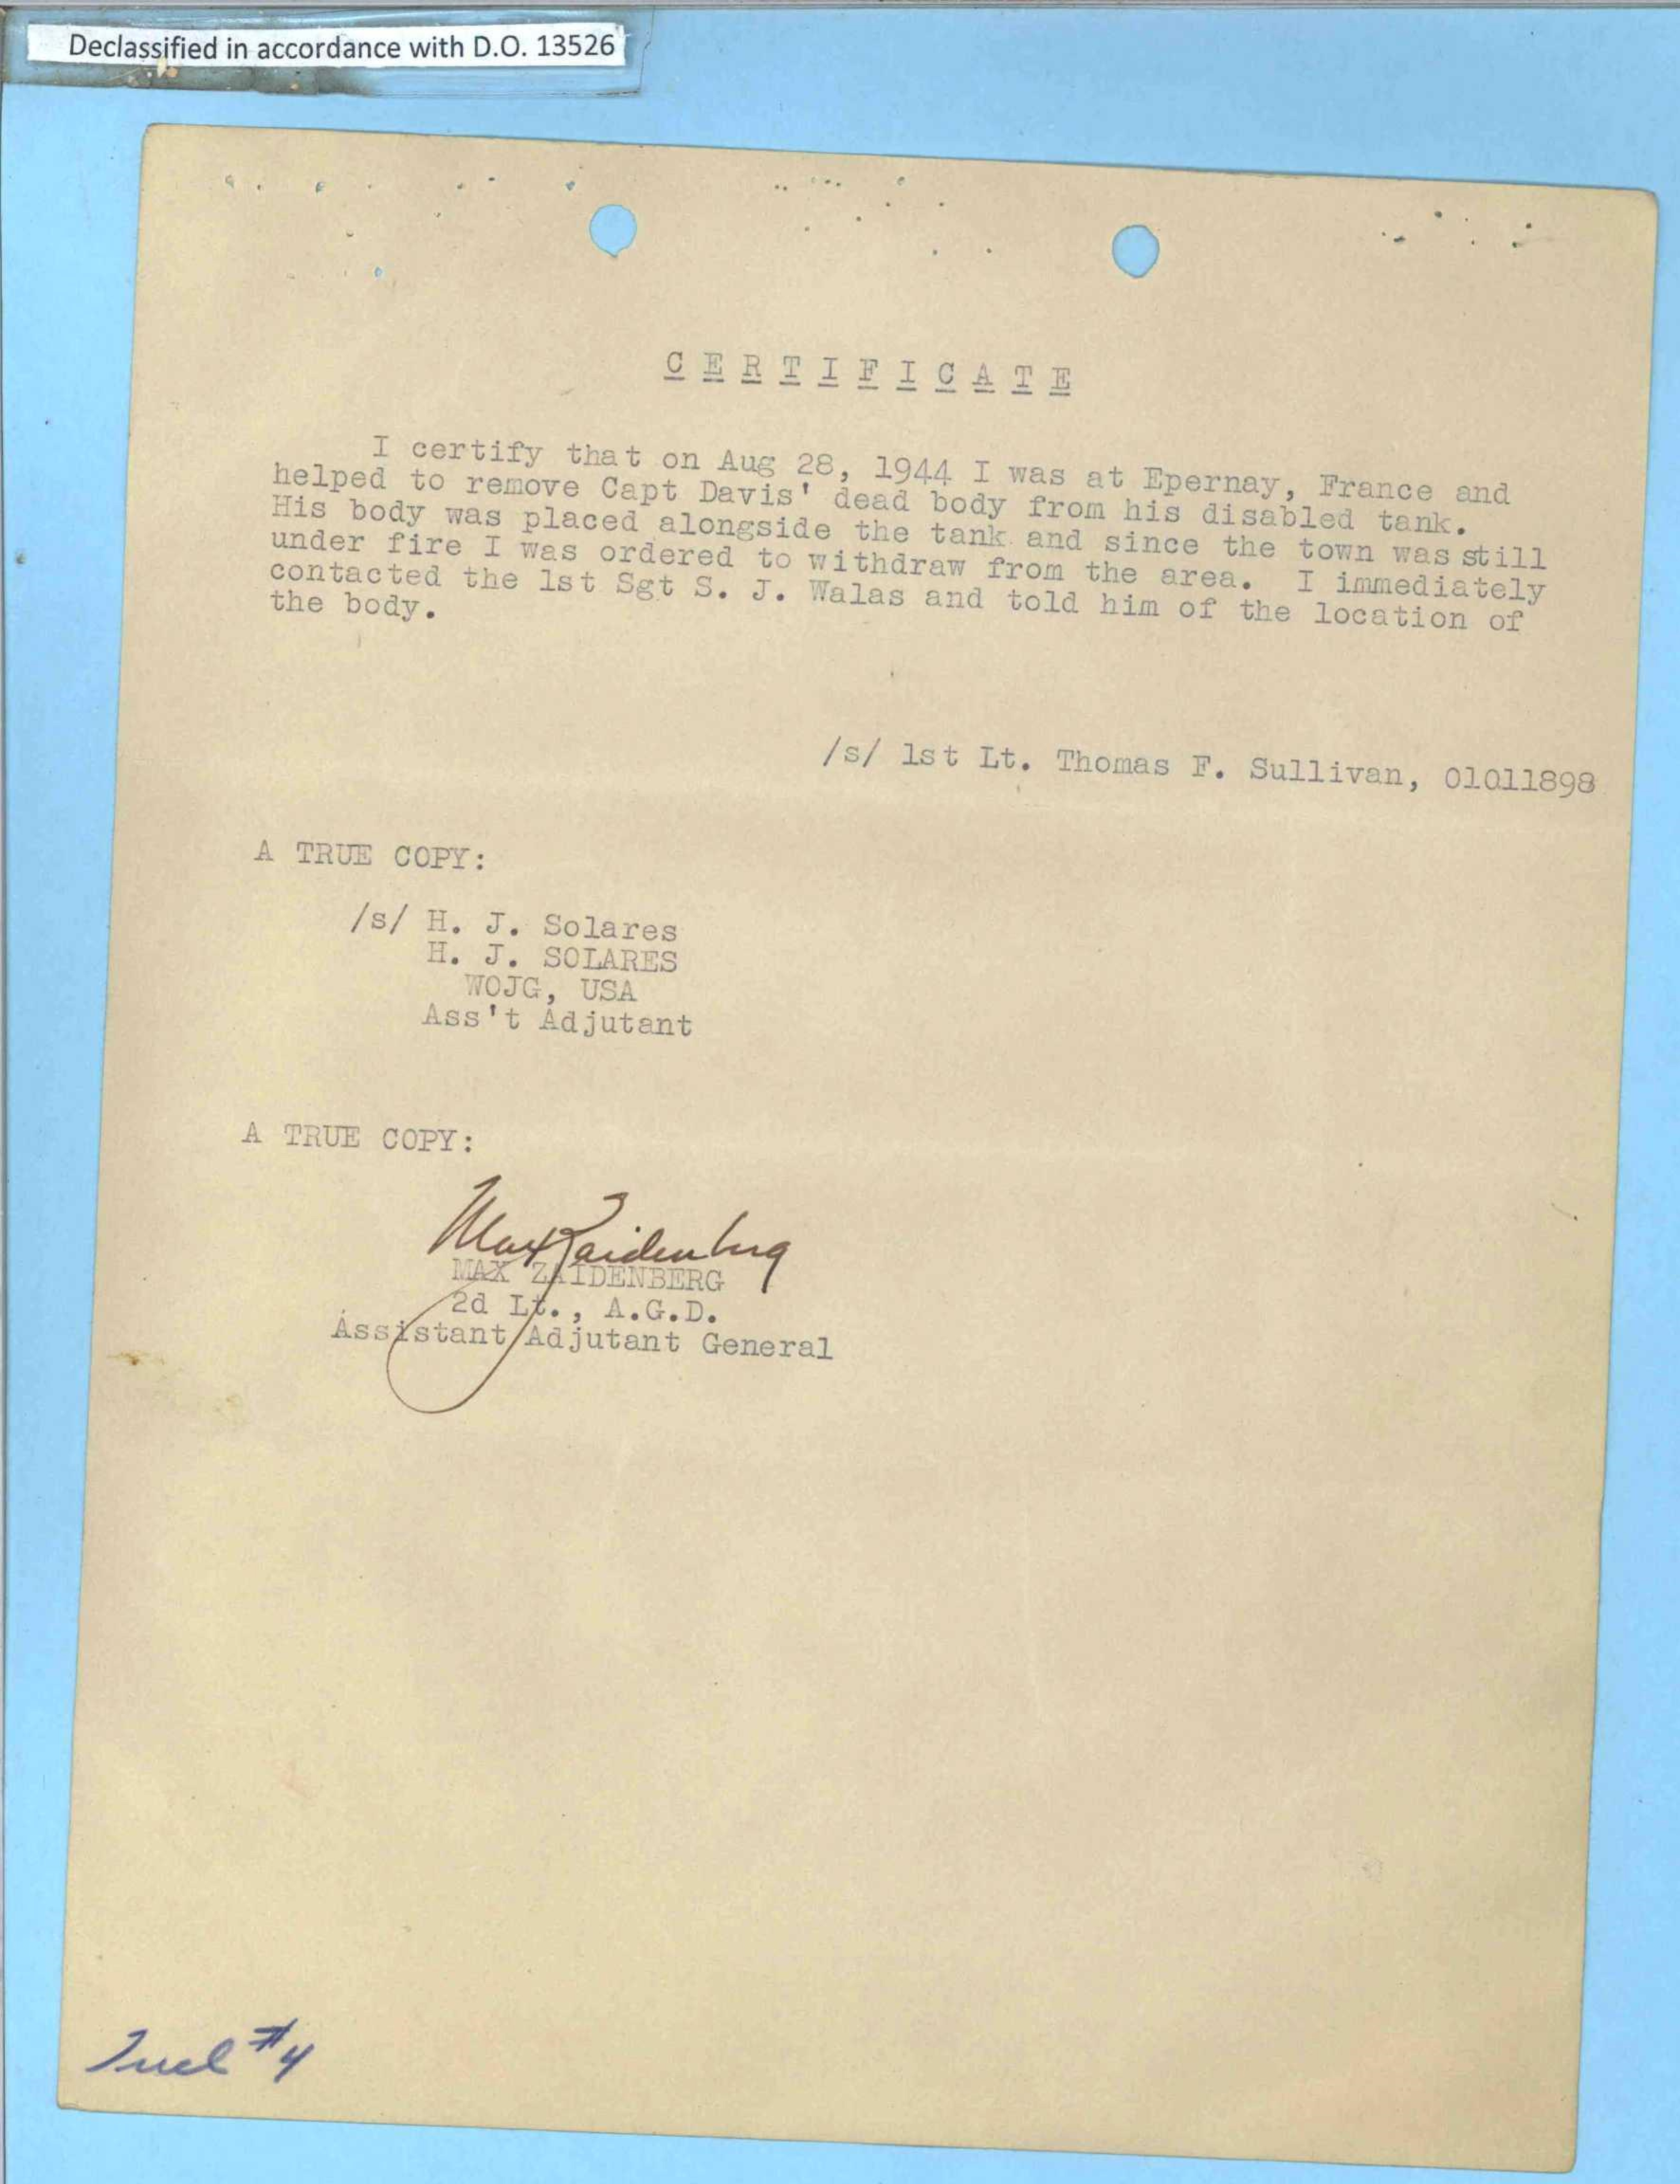 Declassified in accordance with D.O. 13526
C E R T I F I C A T E
I certify that on Aug 28, 1944 I was at Epernay, France and
helped to remove Capt Davis' dead body from his disabled tank.
His body was placed alongside the tank and since the town was still
under fire I was ordered to withdraw from the area. I immediately
contacted the 1st Sgt S. J. Walas and told him of the location of
the body.
/s/ 1st Lt. Thomas F. Sullivan, 01011898
A TRUE COPY:
/s/ H. J. Solares
H. J. SOLARES
WOJG, USA
Ass't Adjutant
A TRUE COPY:
Max Zaidenberg
MAX ZAIDENBERG
2d Lt., A.G.D.
Assistant Adjutant General
Incl #4